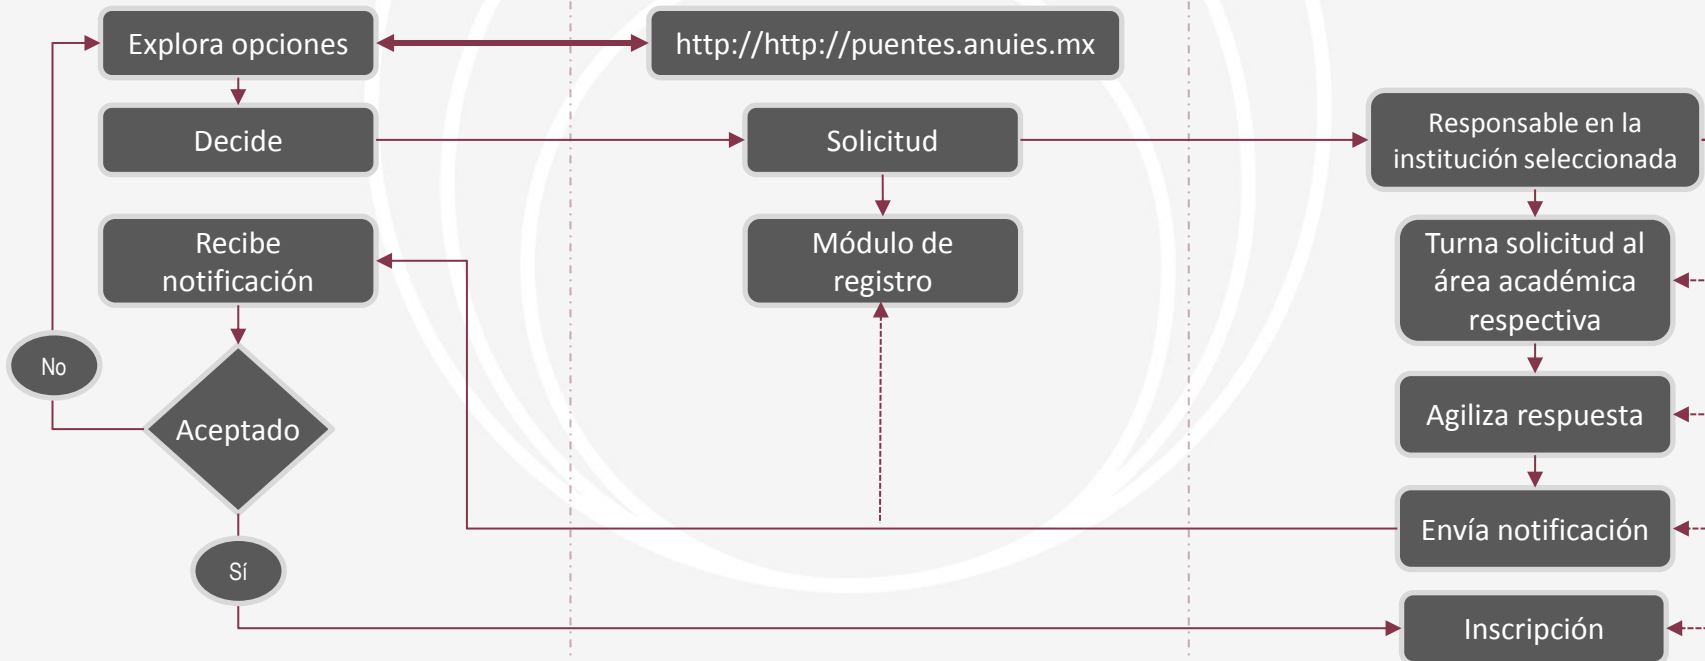 Explora opciones
http://http://puentes.anuies.mx
Decide
Solicitud
Responsable en la
institución seleccionada
Recibe
notificación
Módulo de
registro
Turna solicitud al
área académica
respectiva
No
Aceptado
Agiliza respuesta
Envía notificación
Sí
Inscripción